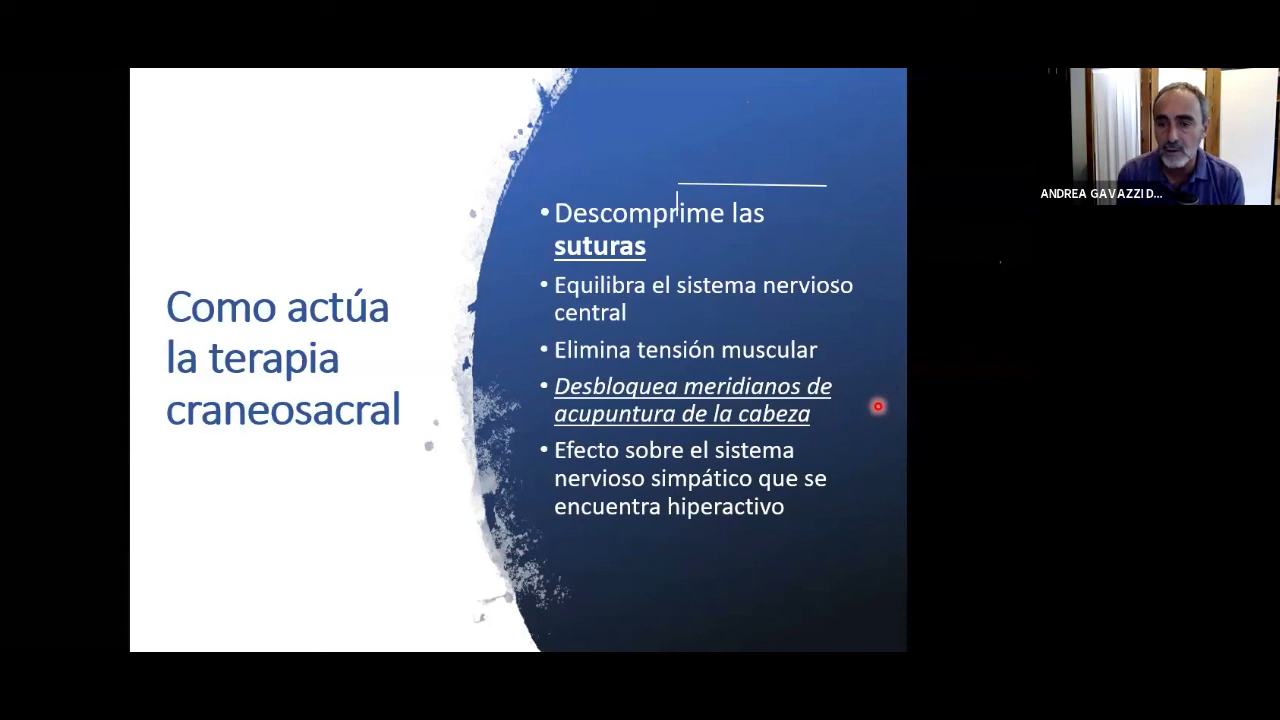 Como actúa
la terapia
craneosacral
• Descomprime las
suturas
• Equilibra el sistema nervioso
central
• Elimina tensión muscular
• Desbloquea meridianos de
acupuntura de la cabeza
• Efecto sobre el sistema
nervioso simpático que se
encuentra hiperactivo
ANDREA GAVAZZI D...